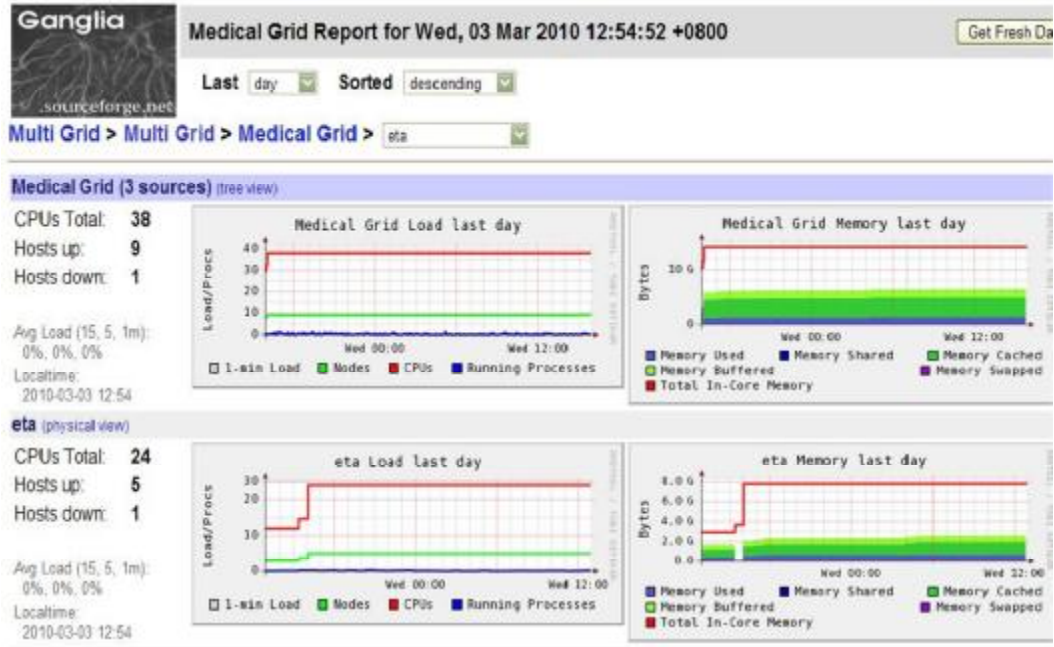 Ganglia
.sourceforge.net
Medical Grid Report for Wed, 03 Mar 2010 12:54:52 +0800
Get Fresh Da
Last day Sorted descending
Multi Grid > Multi Grid > Medical Grid > eta
Medical Grid (3 sources) (tree view)
CPUs Total: 38
Hosts up: 9
Hosts down: 1
Avg Load (15, 5, 1m):
0%, 0%, 0%
Localtime:
2010-03-03 12:54
Medical Grid Load last day
Load/Procs
40
30
20
10
0
Wed 00:00 Wed 12:00
1-min Load Nodes CPUs Running Processes
Medical Grid Memory last day
Bytes
10 G
0
Wed 00:00 Wed 12:00
Memory Used Memory Shared Memory Cached
Memory Buffered Memory Swapped
Total In-Core Memory
eta (physical view)
CPUs Total: 24
Hosts up: 5
Hosts down: 1
Avg Load (15, 5, 1m):
0%, 0%, 0%
Localtime:
2010-03-03 12:54
eta Load last day
Load/Procs
30
20
10
0
Wed 00:00 Wed 12:00
1-min Load Nodes CPUs Running Processes
eta Memory last day
Bytes
8.0 G
6.0 G
4.0 G
2.0 G
0.0
Wed 00:00 Wed 12:00
Memory Used Memory Shared Memory Cached
Memory Buffered Memory Swapped
Total In-Core Memory